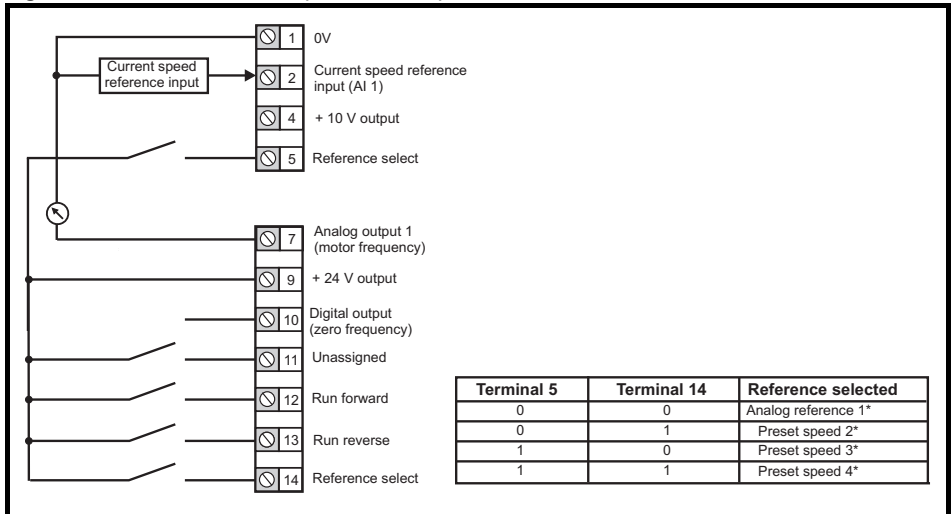 1 0V
Current speed
reference input
2 Current speed reference
input (AI 1)
4 + 10 V output
5 Reference select
7 Analog output 1
(motor frequency)
9 + 24 V output
10 Digital output
(zero frequency)
11 Unassigned
12 Run forward
13 Run reverse
14 Reference select
Terminal 5 Terminal 14 Reference selected
0 0 Analog reference 1*
0 1 Preset speed 2*
1 0 Preset speed 3*
1 1 Preset speed 4*